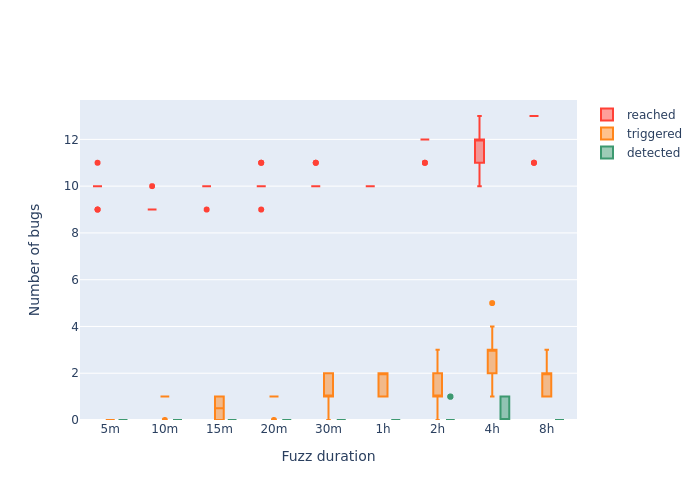 reached
triggered
detected
Number of bugs
12
10
8
6
4
2
0
5m 10m 15m 20m 30m 1h 2h 4h 8h
Fuzz duration